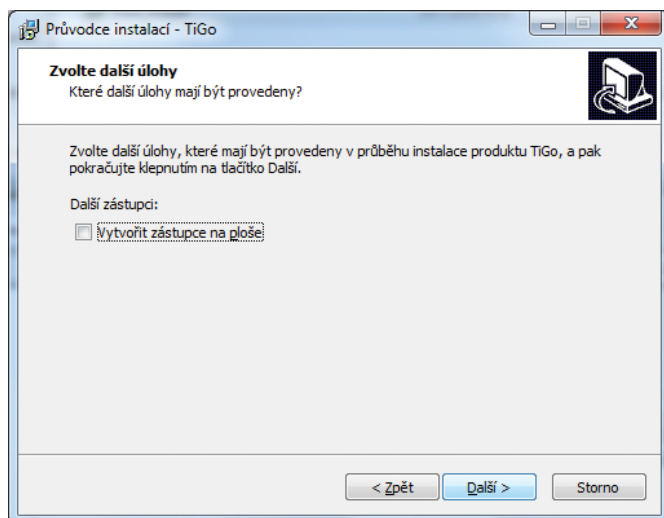 Průvodce instalací - TiGo
Zvolte další úlohy
Které další úlohy mají být provedeny?
Zvolte další úlohy, které mají být provedeny v průběhu instalace produktu TiGo, a pak
pokračujte klepnutím na tlačítko Další.
Další zástupci:
Vytvořit zástupce na ploše
< Zpět
Další >
Storno